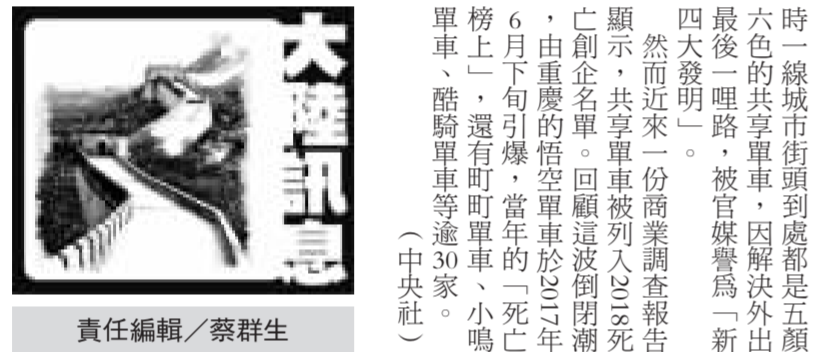 時一線城市街頭到處都是五顏
六色的共享單車，因解決外出
最後一哩路，被官媒譽爲「新
四大發明」。
然而近來一份商業調查報告
顯示，共享單車被列入2018死
亡創企名單。回顧這波倒閉潮
，由重慶的悟空單車於2017年
6月下旬引爆，當年的「死亡
榜上」，還有町町單車、小鳴
單車、酷騎單車等逾30家。
（中央社）
大陸訊息
責任編輯／蔡群生